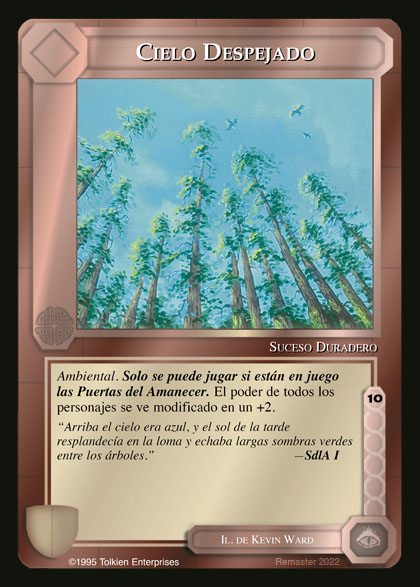 Cielo Despejado
Suceso Duradero
Ambiental. Solo se puede jugar si están en juego
las Puertas del Amanecer. El poder de todos los
personajes se ve modificado en un +2.
“Arriba el cielo era azul, y el sol de la tarde
resplandecía en la loma y echaba largas sombras verdes
entre los árboles.” –SdlA I
10
Il. de Kevin Ward
©1995 Tolkien Enterprises
Remaster 2022